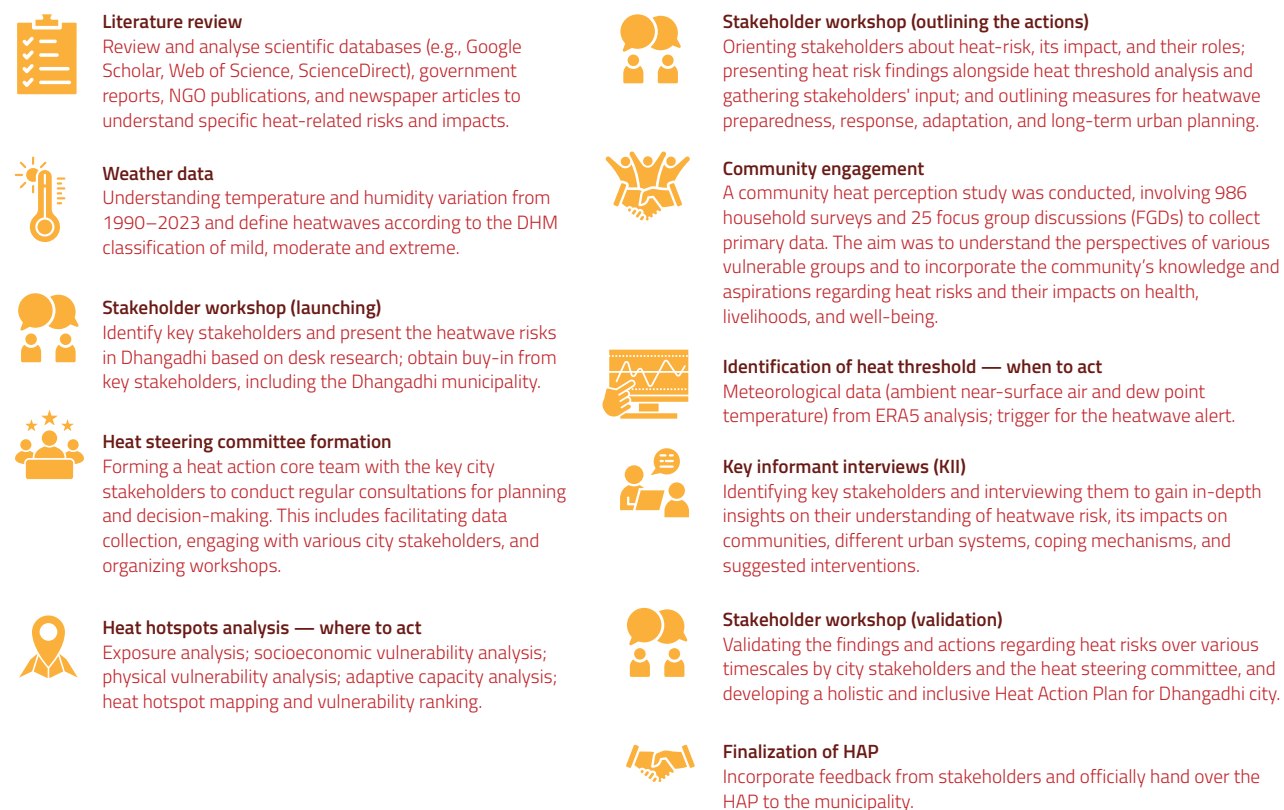 Literature review
Review and analyse scientific databases (e.g., Google
Scholar, Web of Science, ScienceDirect), government
reports, NGO publications, and newspaper articles to
understand specific heat-related risks and impacts.
Weather data
Understanding temperature and humidity variation from
1990–2023 and define heatwaves according to the DHM
classification of mild, moderate and extreme.
Stakeholder workshop (launching)
Identify key stakeholders and present the heatwave risks
in Dhangadhi based on desk research; obtain buy-in from
key stakeholders, including the Dhangadhi municipality.
Heat steering committee formation
Forming a heat action core team with the key city
stakeholders to conduct regular consultations for planning
and decision-making. This includes facilitating data
collection, engaging with various city stakeholders, and
organizing workshops.
Heat hotspots analysis — where to act
Exposure analysis; socioeconomic vulnerability analysis;
physical vulnerability analysis; adaptive capacity analysis;
heat hotspot mapping and vulnerability ranking.
Stakeholder workshop (outlining the actions)
Orienting stakeholders about heat-risk, its impact, and their roles;
presenting heat risk findings alongside heat threshold analysis and
gathering stakeholders' input; and outlining measures for heatwave
preparedness, response, adaptation, and long-term urban planning.
Community engagement
A community heat perception study was conducted, involving 986
household surveys and 25 focus group discussions (FGDs) to collect
primary data. The aim was to understand the perspectives of various
vulnerable groups and to incorporate the community’s knowledge and
aspirations regarding heat risks and their impacts on health,
livelihoods, and well-being.
Identification of heat threshold — when to act
Meteorological data (ambient near-surface air and dew point
temperature) from ERA5 analysis; trigger for the heatwave alert.
Key informant interviews (KII)
Identifying key stakeholders and interviewing them to gain in-depth
insights on their understanding of heatwave risk, its impacts on
communities, different urban systems, coping mechanisms, and
suggested interventions.
Stakeholder workshop (validation)
Validating the findings and actions regarding heat risks over various
timescales by city stakeholders and the heat steering committee, and
developing a holistic and inclusive Heat Action Plan for Dhangadhi city.
Finalization of HAP
Incorporate feedback from stakeholders and officially hand over the
HAP to the municipality.